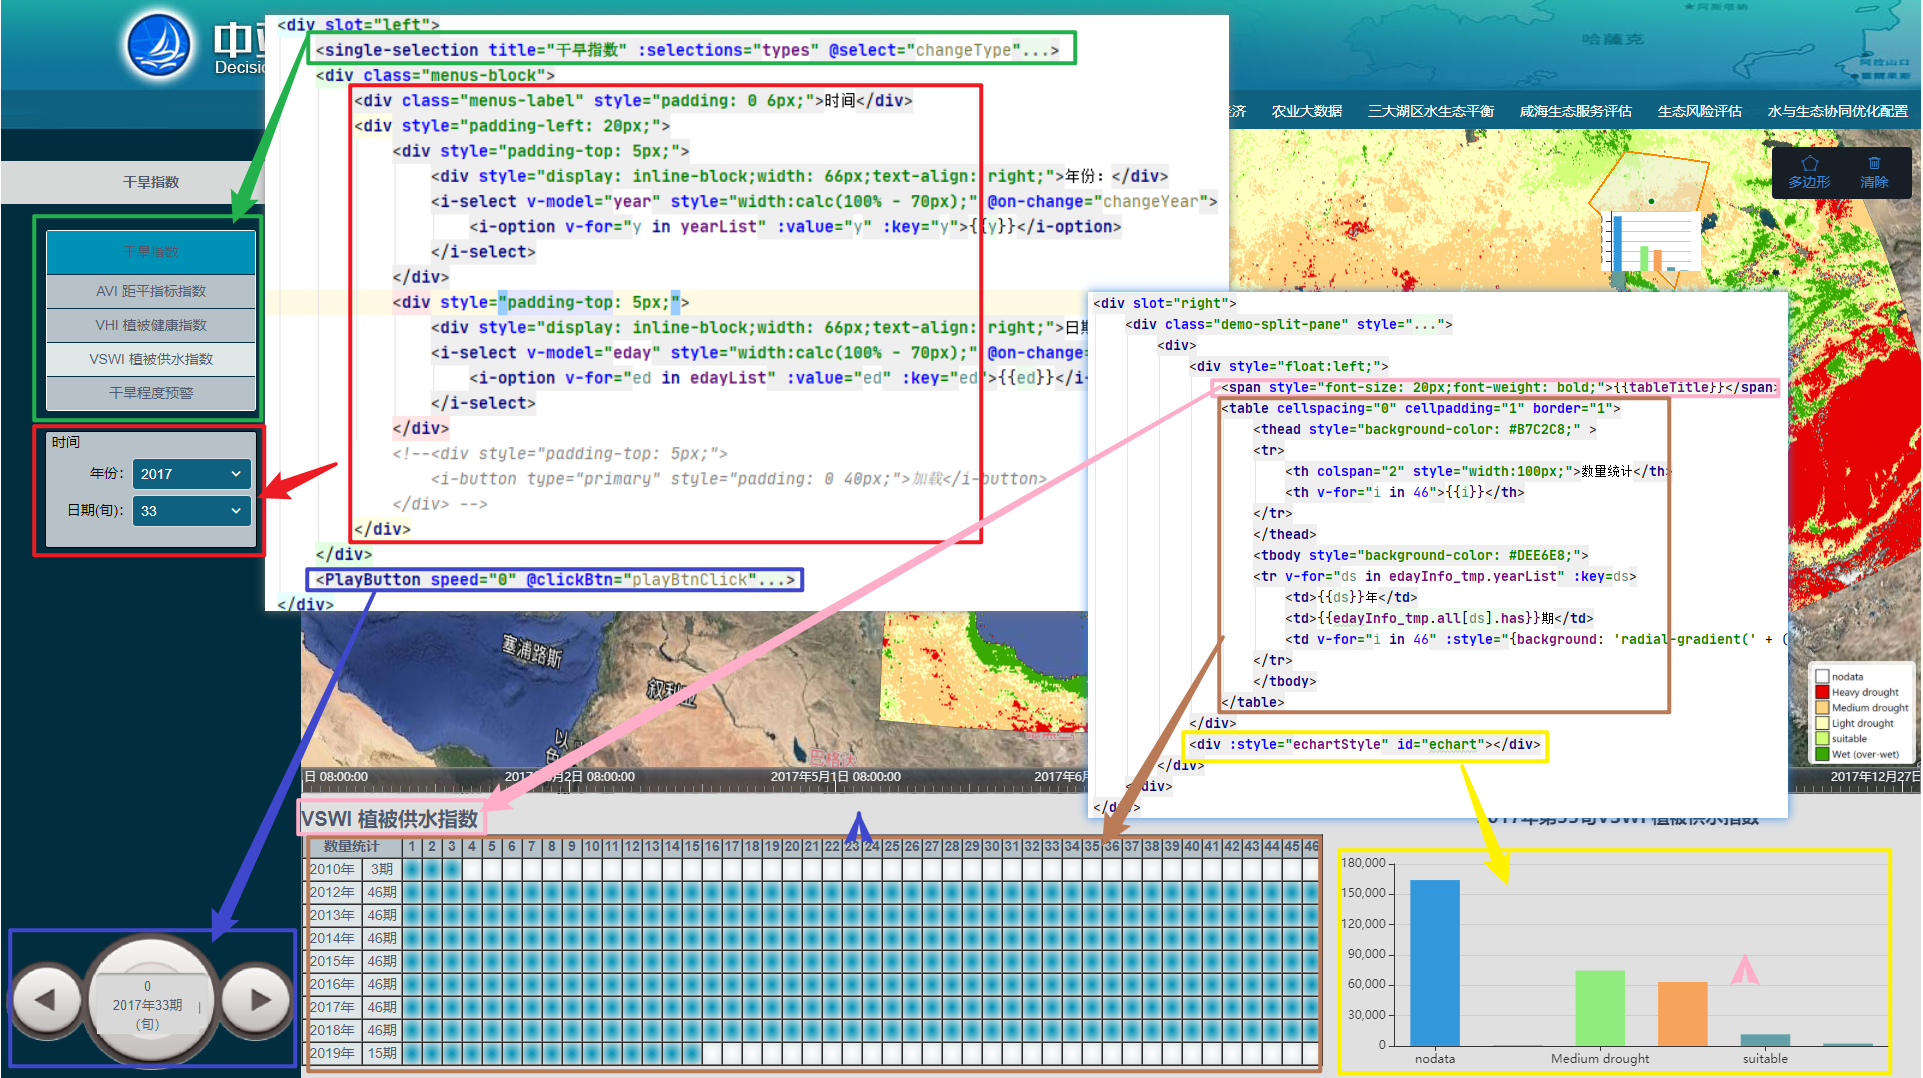 中
Decisio
哈薩克
济
农业大数据
三大湖区水生态平衡
咸海生态服务评估
生态风险评估
水与生态协同优化配置
多边形
清除
<div slot="left">
<single-selection title="干旱指数" :selections="types" @select="changeType"...>
<div class="menus-block">
<div class="menus-label" style="padding: 0 6px;">时间</div>
<div style="padding-left: 20px;">
<div style="padding-top: 5px;">
<div style="display: inline-block;width: 66px;text-align: right;">年份：</div>
<i-select v-model="year" style="width:calc(100% - 70px);" @on-change="changeYear">
<i-option v-for="y in yearList" :value="y" :key="y">{{y}}</i-option>
</i-select>
</div>
<div style="padding-top: 5px;">
<div style="display: inline-block;width: 66px;text-align: right;">日
<i-select v-model="eday" style="width:calc(100% - 70px);" @on-change=
<i-option v-for="ed in edayList" :value="ed" :key="ed">{{ed}}</i-
</i-select>
</div>
<!--<div style="padding-top: 5px;">
<i-button type="primary" style="padding: 0 40px;">加载</i-button>
</div> -->
</div>
</div>
<PlayButton speed="0" @clickBtn="playBtnClick"...>
</div>
<div slot="right">
<div class="demo-split-pane" style="...">
<div>
<div style="float:left;">
<span style="font-size: 20px;font-weight: bold;">{{tableTitle}}</span>
<table cellspacing="0" cellpadding="1" border="1">
<thead style="background-color: #B7C2C8;" >
<tr>
<th colspan="2" style="width:100px;">数量统计</th>
<th v-for="i in 46">{{i}}</th>
</tr>
</thead>
<tbody style="background-color: #DEE6E8;">
<tr v-for="ds in edayInfo_tmp.yearList" :key=ds>
<td>{{ds}}年</td>
<td>{{edayInfo_tmp.all[ds].has}}期</td>
<td v-for="i in 46" :style="{background: 'radial-gradient(' + (
</tr>
</tbody>
</table>
</div>
<div :style="echartStyle" id="echart"></div>
</div>
div>
</d
干旱指数
干旱指数
AVI 距平指标指数
VHI 植被健康指数
VSWI 植被供水指数
干旱程度预警
时间
年份： 2017
日期(旬)： 33
塞浦路斯
叙利亚
以色
巴格达
nodata
Heavy drought
Medium drought
Light drought
suitable
Wet (over-wet)
日 08:00:00
2017年 月2日 08:00:00
2017年5月1日 08:00:00
2017年6
2017年12月27日
VSWI 植被供水指数
2017年第33旬VSWI 植被供水指数
数量统计 1 2 3 4 5 6 7 8 9 10 11 12 13 14 15 16 17 18 19 20 21 22 23 24 25 26 27 28 29 30 31 32 33 34 35 36 37 38 39 40 41 42 43 44 45 46
2010年 3期
2012年 46期
2013年 46期
2014年 46期
2015年 46期
2016年 46期
2017年 46期
2018年 46期
2019年 15期
0
2017年33期
(旬)
180,000
150,000
120,000
90,000
60,000
30,000
0
nodata
Medium drought
suitable